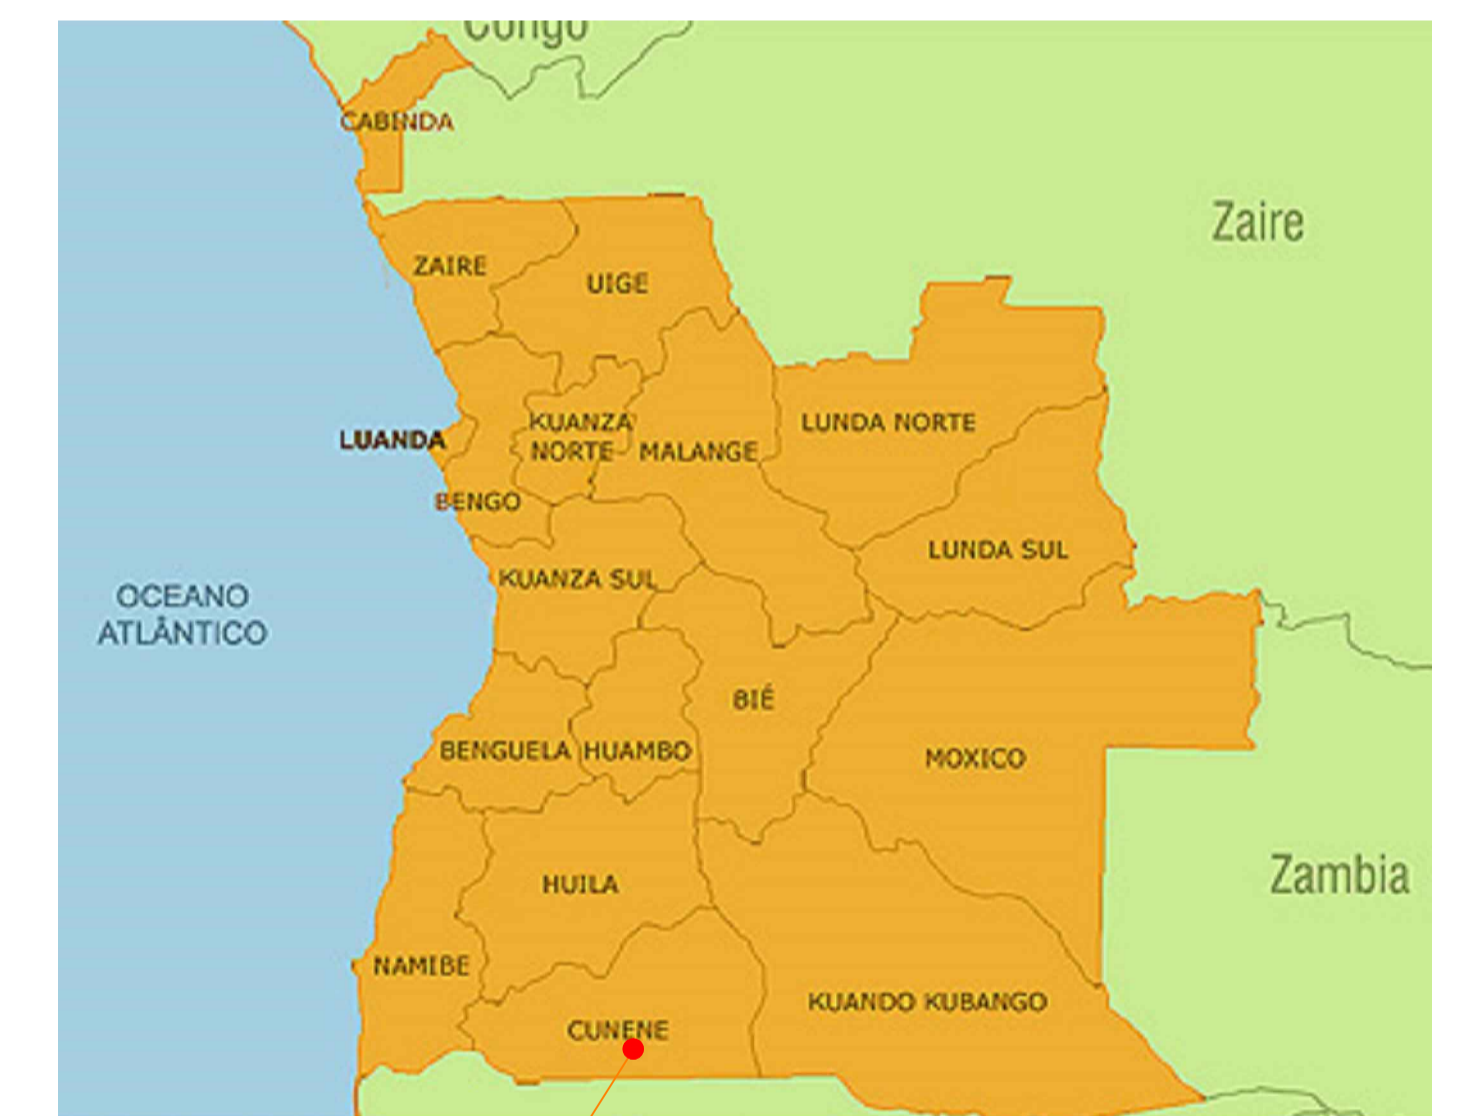 Congo
CABINDA
Zaire
ZAIRE
UIGE
LUANDA
KUANZA
NORTE
MALANGE
LUNDA NORTE
BENGO
LUNDA SUL
KUANZA SUL
OCEANO
ATLÂNTICO
BIÉ
BENGUELA
HUAMBO
MOXICO
HUILA
Zambia
NAMIBE
KUANDO KUBANGO
CUNENE